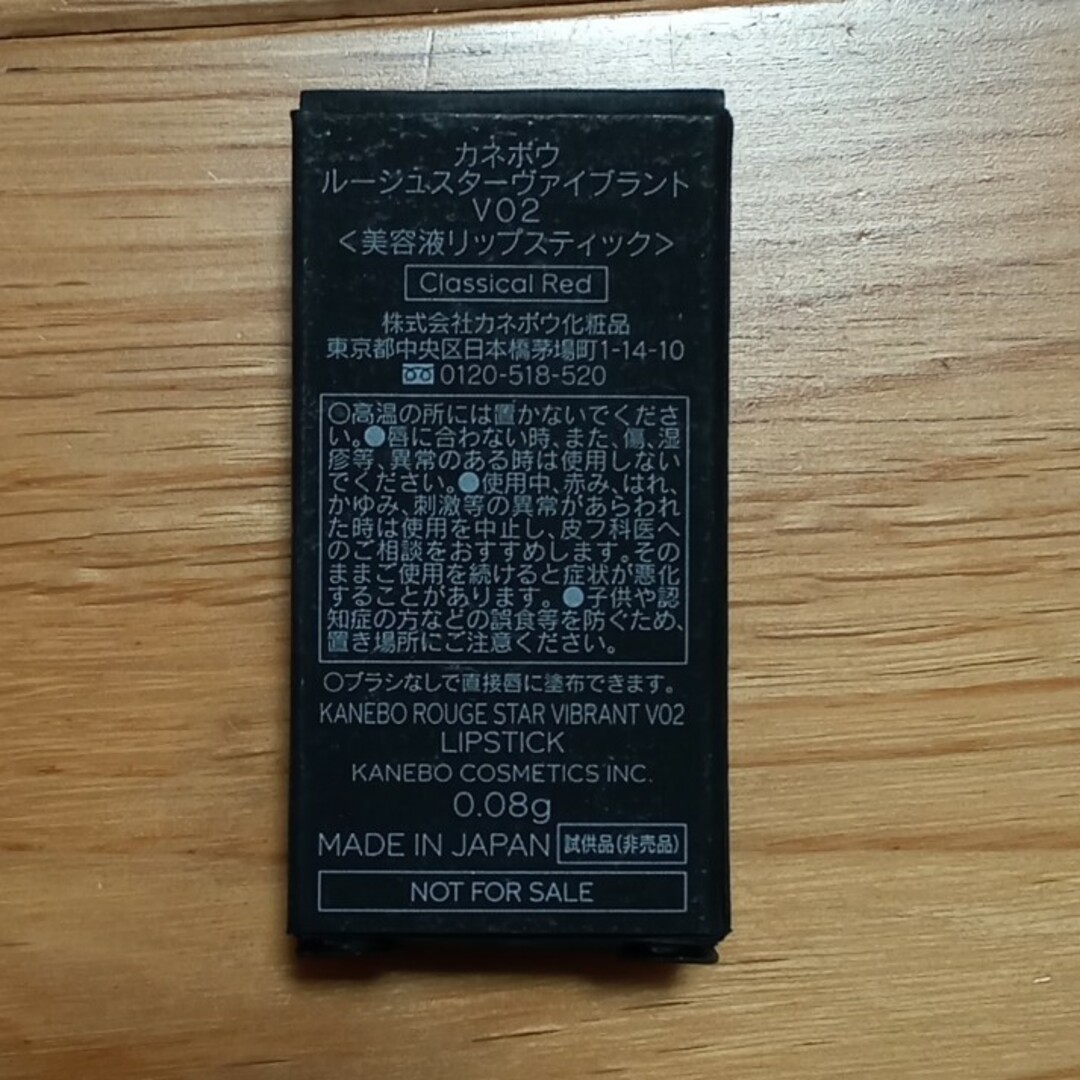 カネボウ
ルージュスターヴァイブラント
V02
＜美容液リップスティック＞
Classical Red
株式会社カネボウ化粧品
東京都中央区日本橋茅場町1-14-10
0120-518-520
○高温の所には置かないでくださ
い。●唇に合わない時、また、傷、湿
疹等、異常のある時は使用しない
でください。●使用中、赤み、はれ、
かゆみ、刺激等の異常があらわれ
た時は使用を中止し、皮フ科医へ
のご相談をおすすめします。その
ままご使用を続けると症状が悪化
することがあります。●子供や認
知症の方などの誤食等を防ぐため、
置き場所にご注意ください。
○ブラシなしで直接唇に塗布できます。
KANEBO ROUGE STAR VIBRANT V02
LIPSTICK
KANEBO COSMETICS INC.
0.08g
MADE IN JAPAN 試供品(非売品)
NOT FOR SALE